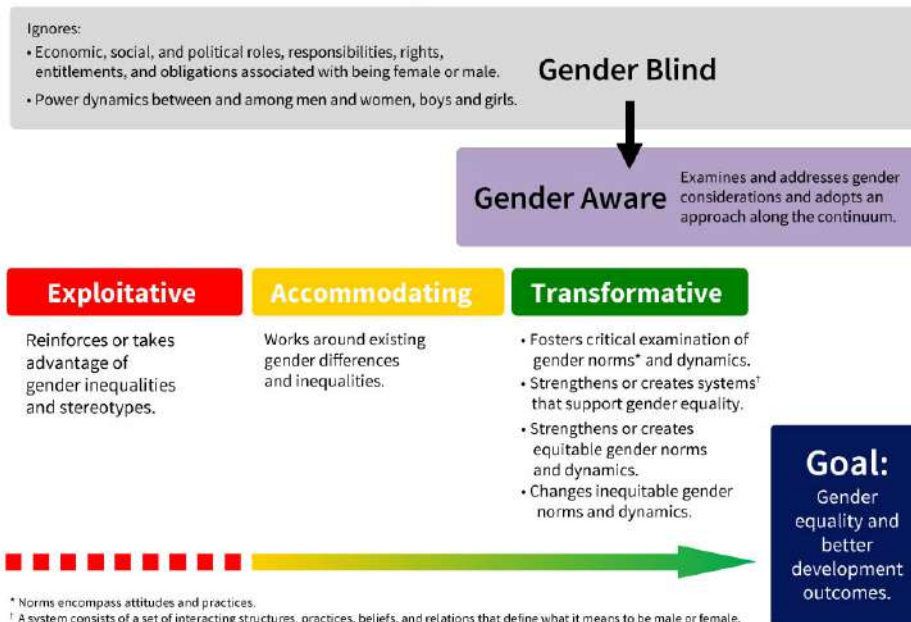 Ignores:
• Economic, social, and political roles, responsibilities, rights,
entitlements, and obligations associated with being female or male.
• Power dynamics between and among men and women, boys and girls.
Gender Blind
Gender Aware
Examines and addresses gender
considerations and adopts an
approach along the continuum.
Exploitative
Reinforces or takes
advantage of
gender inequalities
and stereotypes.
Accommodating
Works around existing
gender differences
and inequalities.
Transformative
• Fosters critical examination of
gender norms* and dynamics.
• Strengthens or creates systems†
that support gender equality.
• Strengthens or creates
equitable gender norms
and dynamics.
• Changes inequitable gender
norms and dynamics.
Goal:
Gender
equality and
better
development
outcomes.
* Norms encompass attitudes and practices.
† A system consists of a set of interacting structures, practices, beliefs, and relations that define what it means to be male or female.